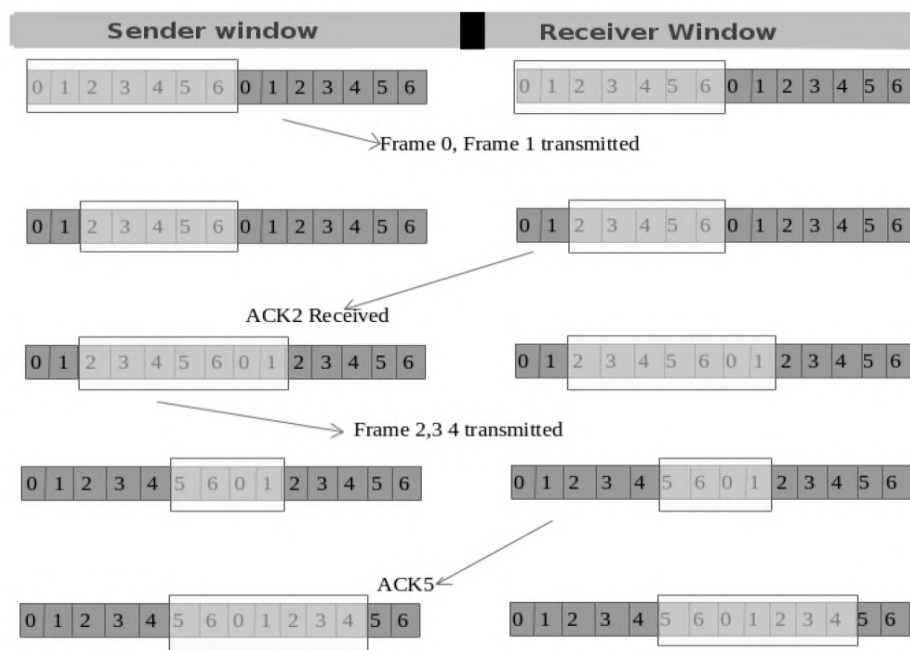 Sender window Receiver Window
0 1 2 3 4 5 6 0 1 2 3 4 5 6 0 1 2 3 4 5 6 0 1 2 3 4 5 6
Frame 0, Frame 1 transmitted
0 1 2 3 4 5 6 0 1 2 3 4 5 6 0 1 2 3 4 5 6 0 1 2 3 4 5 6
ACK2 Received
0 1 2 3 4 5 6 0 1 2 3 4 5 6 0 1 2 3 4 5 6 0 1 2 3 4 5 6
Frame 2,3 4 transmitted
0 1 2 3 4 5 6 0 1 2 3 4 5 6 0 1 2 3 4 5 6 0 1 2 3 4 5 6
ACK5
0 1 2 3 4 5 6 0 1 2 3 4 5 6 0 1 2 3 4 5 6 0 1 2 3 4 5 6